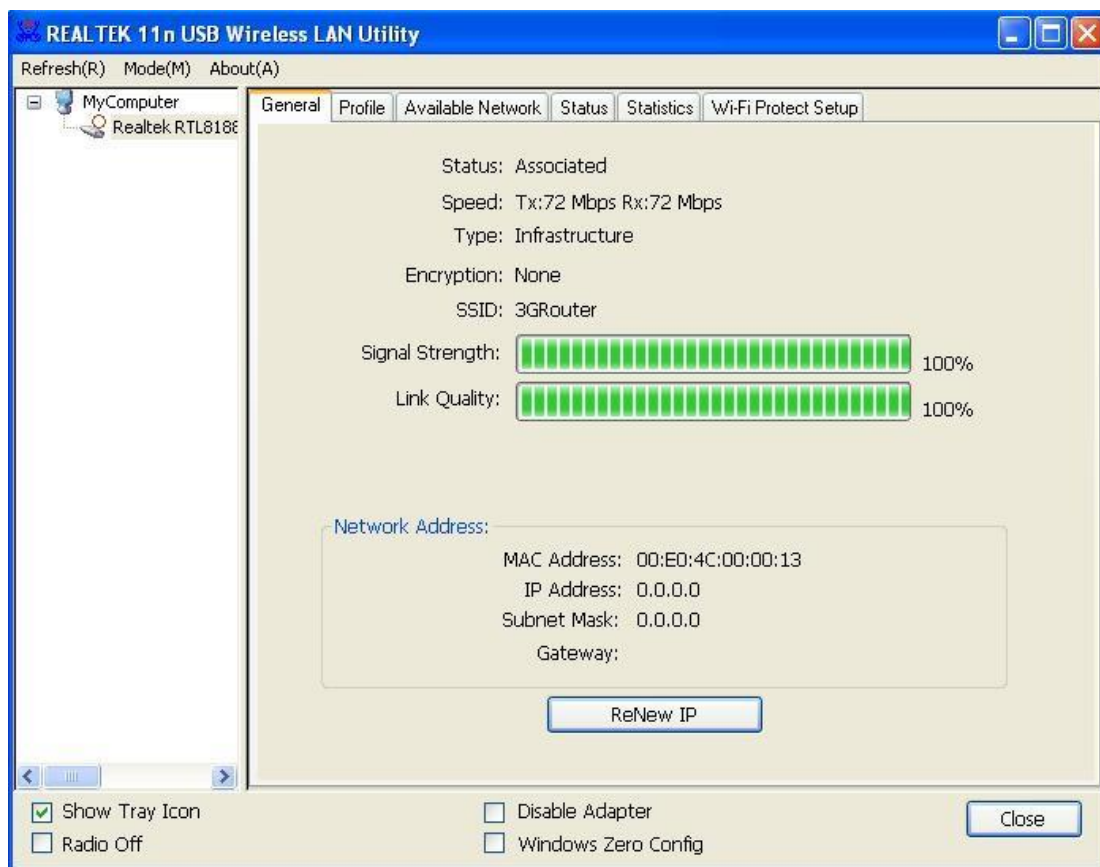 REALTEK 11n USB Wireless LAN Utility
Refresh(R) Mode(M) About(A)
MyComputer
Realtek RTL8188
General Profile Available Network Status Statistics Wi-Fi Protect Setup
Status: Associated
Speed: Tx:72 Mbps Rx:72 Mbps
Type: Infrastructure
Encryption: None
SSID: 3GRouter
Signal Strength: 100%
Link Quality: 100%
Network Address:
MAC Address: 00:E0:4C:00:00:13
IP Address: 0.0.0.0
Subnet Mask: 0.0.0.0
Gateway:
ReNew IP
Show Tray Icon Disable Adapter Close
Radio Off Windows Zero Config